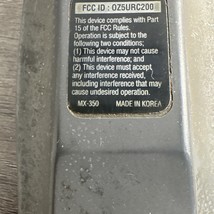 FCC ID : OZ5URC200
This device complies with Part
15 of the FCC Rules.
Operation is subject to the
following two conditions;
(1) This device may not cause
harmful interference; and
(2) This device must accept
any interference received,
including interference that may
cause undesired operation.
MX-350 MADE IN KOREA